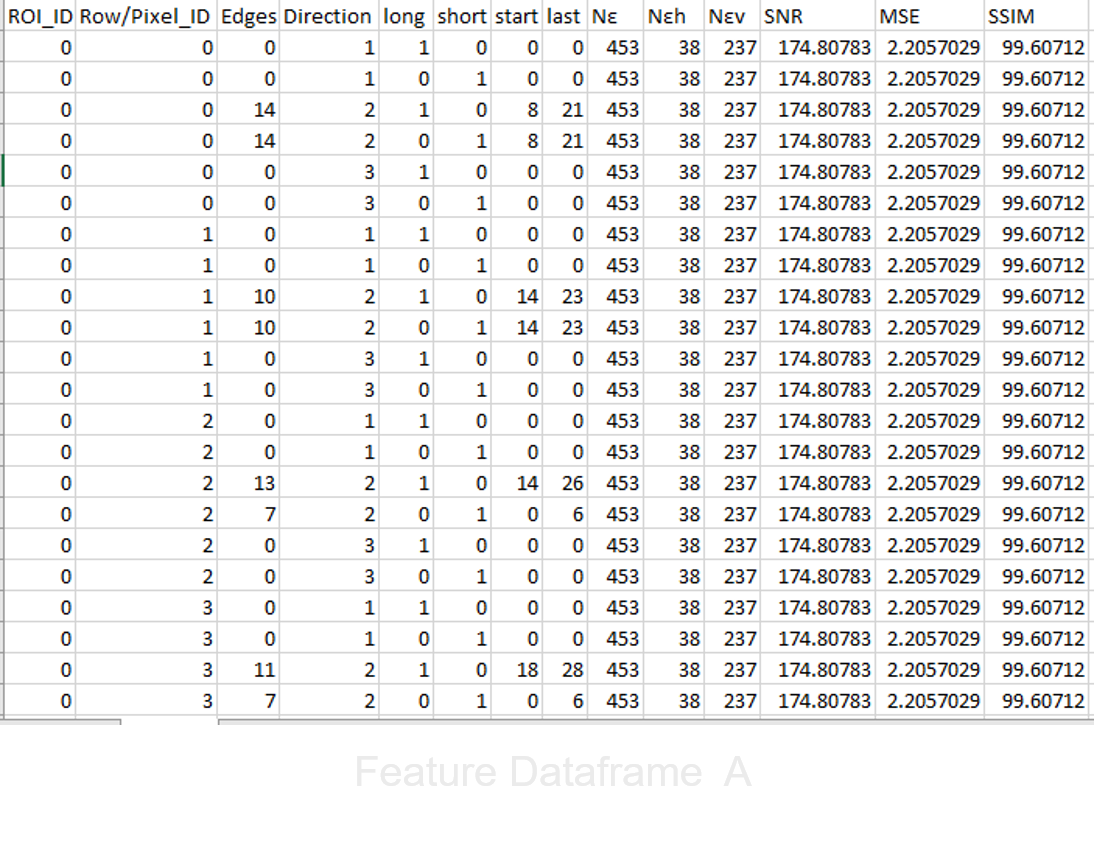 ROI_ID Row/Pixel_ID Edges Direction long short start last Nε Nεh Nεv SNR MSE SSIM
0 0 0 1 1 0 0 0 453 38 237 174.80783 2.2057029 99.60712
0 0 0 1 0 1 0 0 453 38 237 174.80783 2.2057029 99.60712
0 0 14 2 1 0 8 21 453 38 237 174.80783 2.2057029 99.60712
0 0 14 2 0 1 8 21 453 38 237 174.80783 2.2057029 99.60712
0 0 0 3 1 0 0 0 453 38 237 174.80783 2.2057029 99.60712
0 0 0 3 0 1 0 0 453 38 237 174.80783 2.2057029 99.60712
0 1 0 1 1 0 0 0 453 38 237 174.80783 2.2057029 99.60712
0 1 0 1 0 1 0 0 453 38 237 174.80783 2.2057029 99.60712
0 1 10 2 1 0 14 23 453 38 237 174.80783 2.2057029 99.60712
0 1 10 2 0 1 14 23 453 38 237 174.80783 2.2057029 99.60712
0 1 0 3 1 0 0 0 453 38 237 174.80783 2.2057029 99.60712
0 1 0 3 0 1 0 0 453 38 237 174.80783 2.2057029 99.60712
0 2 0 1 1 0 0 0 453 38 237 174.80783 2.2057029 99.60712
0 2 0 1 0 1 0 0 453 38 237 174.80783 2.2057029 99.60712
0 2 13 2 1 0 14 26 453 38 237 174.80783 2.2057029 99.60712
0 2 7 2 0 1 0 6 453 38 237 174.80783 2.2057029 99.60712
0 2 0 3 1 0 0 0 453 38 237 174.80783 2.2057029 99.60712
0 2 0 3 0 1 0 0 453 38 237 174.80783 2.2057029 99.60712
0 3 0 1 1 0 0 0 453 38 237 174.80783 2.2057029 99.60712
0 3 0 1 0 1 0 0 453 38 237 174.80783 2.2057029 99.60712
0 3 11 2 1 0 18 28 453 38 237 174.80783 2.2057029 99.60712
0 3 7 2 0 1 0 6 453 38 237 174.80783 2.2057029 99.60712
Feature Dataframe A